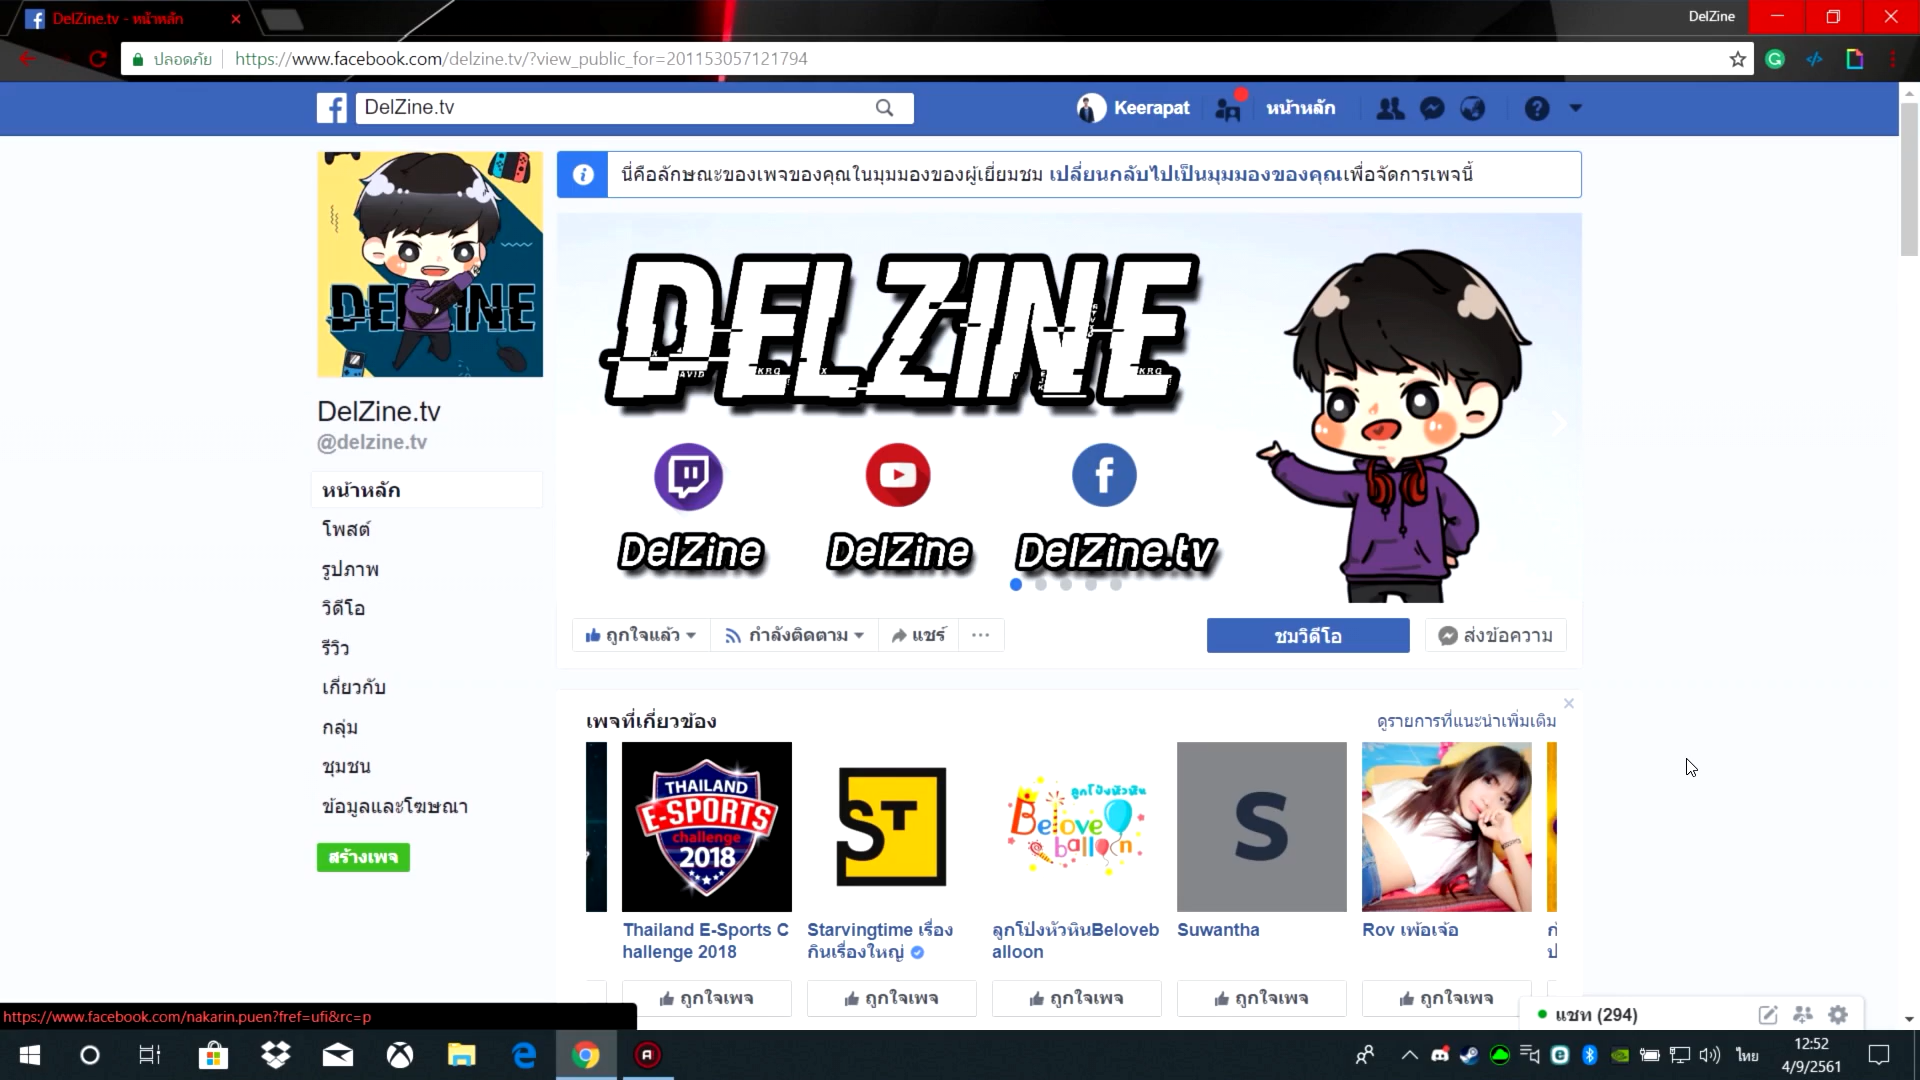 DelZine.tv - หน้าหลัก
DelZine
ปลอดภัย
https://www.facebook.com/delzine.tv/?view_public_for=201153057121794
DelZine.tv
Keerapat
หน้าหลัก
นี่คือลักษณะของเพจของคุณในมุมมองของผู้เยี่ยมชม เปลี่ยนกลับไปเป็นมุมมองของคุณเพื่อจัดการเพจนี้
DELZINE
DelZine.tv
@delzine.tv
หน้าหลัก
โพสต์
รูปภาพ
วิดีโอ
รีวิว
เกี่ยวกับ
กลุ่ม
ชุมชน
ข้อมูลและโฆษณา
สร้างเพจ
DELZINE
DelZine
DelZine
DelZine.tv
ถูกใจแล้ว
กำลังติดตาม
แชร์
ชมวิดีโอ
ส่งข้อความ
เพจที่เกี่ยวข้อง
ดูรายการที่แนะนำเพิ่มเติม
THAILAND
E-SPORTS
challenge
2018
ST
ลูกโป่งหัวหิน
Belove
balloon
S
Thailand E-Sports C
hallenge 2018
Starvingtime เรื่อง
กินเรื่องใหญ่
ลูกโป่งหัวหินBeloveb
alloon
Suwantha
Rov เพ้อเจ้อ
ถูกใจเพจ
ถูกใจเพจ
ถูกใจเพจ
ถูกใจเพจ
ถูกใจเพจ
แชท (294)
https://www.facebook.com/nakarin.puen?fref=ufi&rc=p
ไทย
12:52
4/9/2561